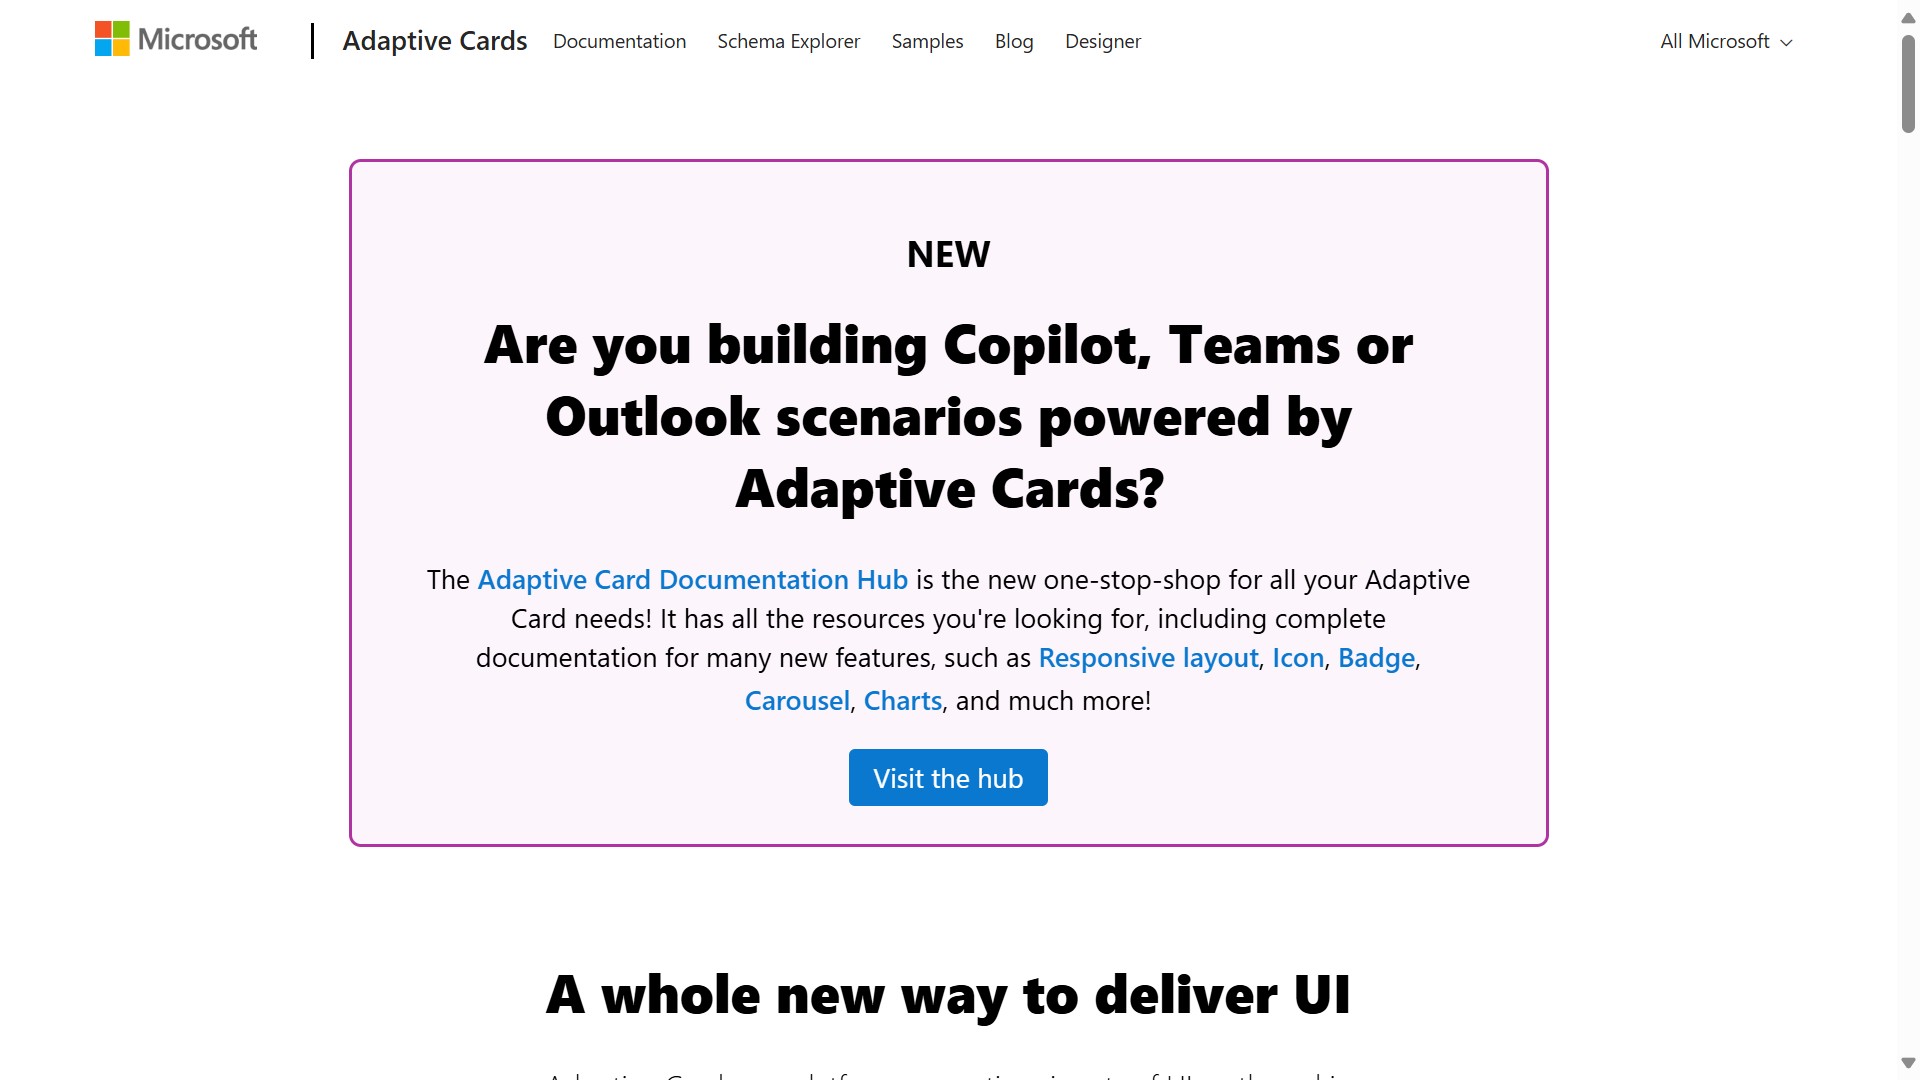 Microsoft
Adaptive Cards
Documentation
Schema Explorer
Samples
Blog
Designer
All Microsoft
NEW
Are you building Copilot, Teams or
Outlook scenarios powered by
Adaptive Cards?
The Adaptive Card Documentation Hub is the new one-stop-shop for all your Adaptive
Card needs! It has all the resources you're looking for, including complete
documentation for many new features, such as Responsive layout, Icon, Badge,
Carousel, Charts, and much more!
Visit the hub
A whole new way to deliver UI